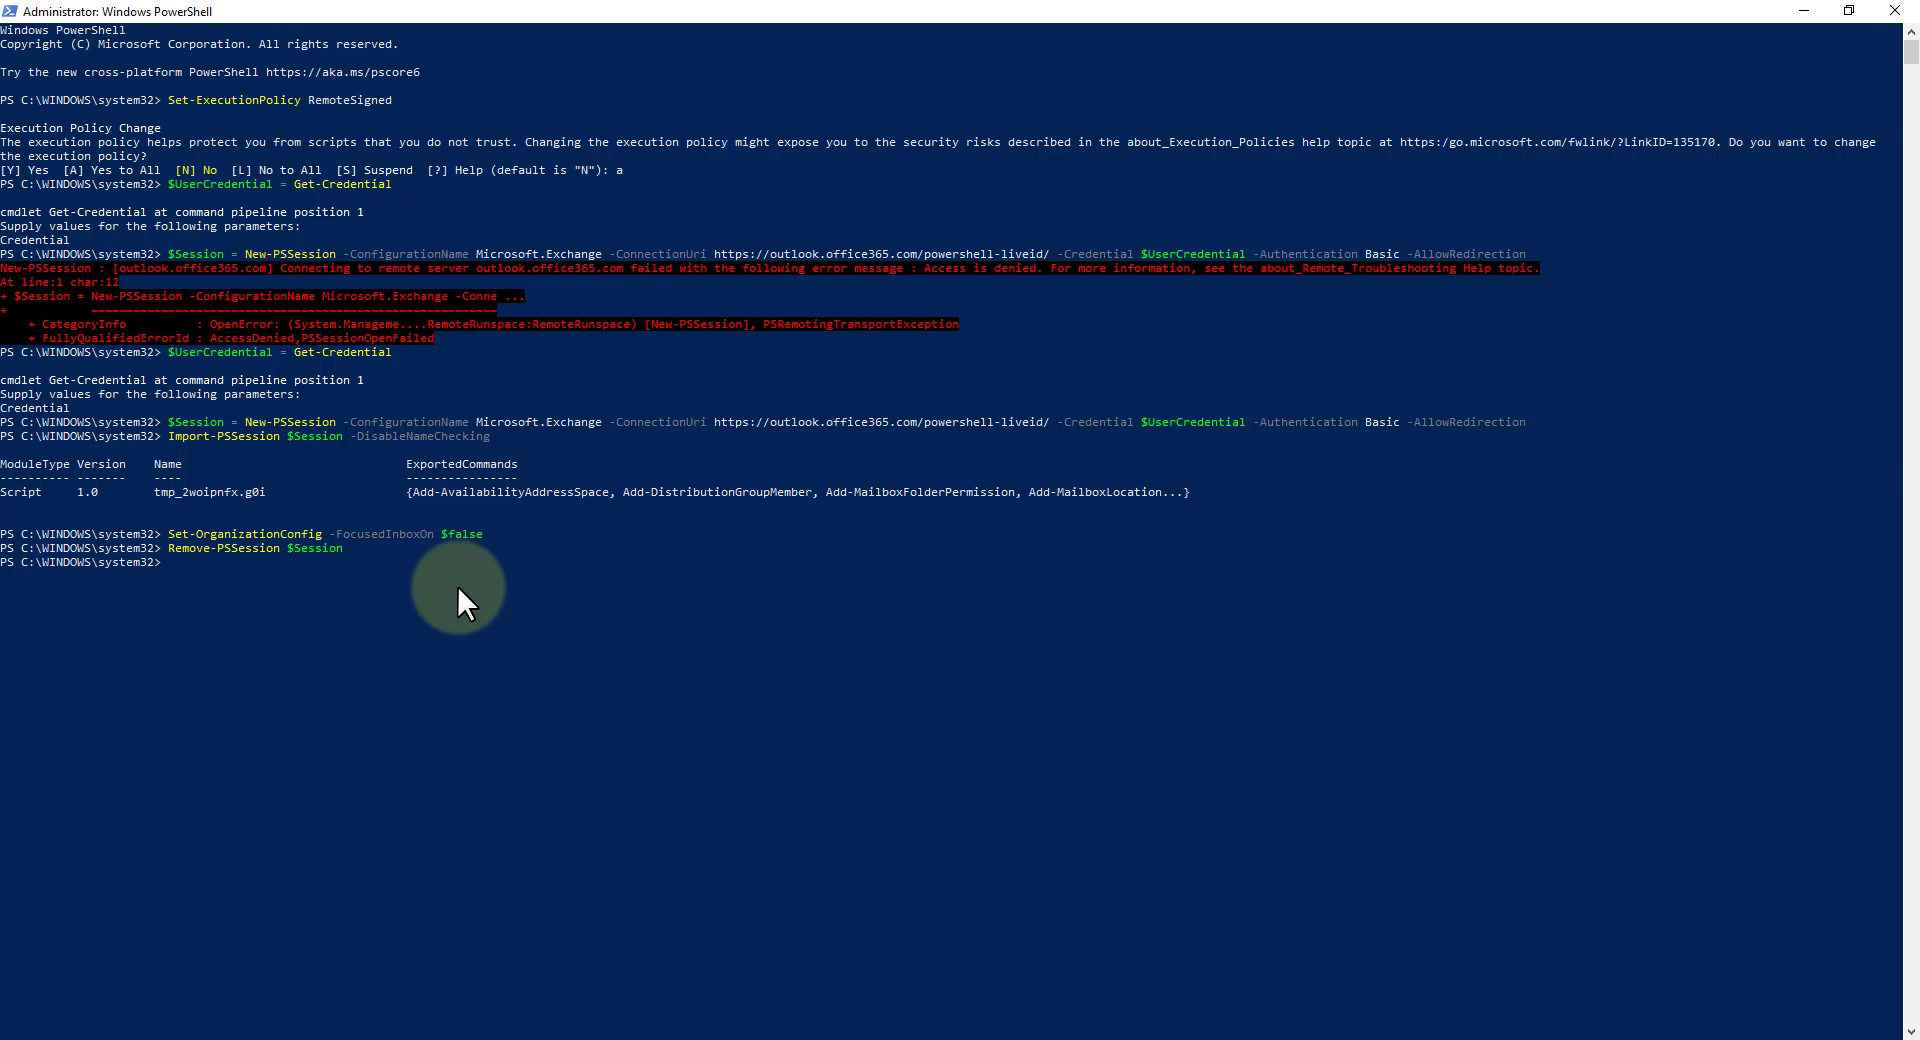 Administrator: Windows PowerShell
Windows PowerShell
Copyright (C) Microsoft Corporation. All rights reserved.
Try the new cross-platform PowerShell https://aka.ms/pscore6
PS C:\WINDOWS\system32> Set-ExecutionPolicy RemoteSigned
Execution Policy Change
The execution policy helps protect you from scripts that you do not trust. Changing the execution policy might expose you to the security risks described in the about_Execution_Policies help topic at https:/go.microsoft.com/fwlink/?LinkID=135170. Do you want to change
the execution policy?
[Y] Yes  [A] Yes to All  [N] No  [L] No to All  [S] Suspend  [?] Help (default is "N"): a
PS C:\WINDOWS\system32> $UserCredential = Get-Credential
cmdlet Get-Credential at command pipeline position 1
Supply values for the following parameters:
Credential
PS C:\WINDOWS\system32> $Session = New-PSSession -ConfigurationName Microsoft.Exchange -ConnectionUri https://outlook.office365.com/powershell-liveid/ -Credential $UserCredential -Authentication Basic -AllowRedirection
New-PSSession : [outlook.office365.com] Connecting to remote server outlook.office365.com failed with the following error message : Access is denied. For more information, see the about_Remote_Troubleshooting Help topic.
At line:1 char:12
+ $Session = New-PSSession -ConfigurationName Microsoft.Exchange -Conne ...
+            ~~~~~~~~~~~~~~~~~~~~~~~~~~~~~~~~~~~~~~~~~~~~~~~~~~~~~~~~~~
    + CategoryInfo          : OpenError: (System.Manageme....RemoteRunspace:RemoteRunspace) [New-PSSession], PSRemotingTransportException
    + FullyQualifiedErrorId : AccessDenied,PSSessionOpenFailed
PS C:\WINDOWS\system32> $UserCredential = Get-Credential
cmdlet Get-Credential at command pipeline position 1
Supply values for the following parameters:
Credential
PS C:\WINDOWS\system32> $Session = New-PSSession -ConfigurationName Microsoft.Exchange -ConnectionUri https://outlook.office365.com/powershell-liveid/ -Credential $UserCredential -Authentication Basic -AllowRedirection
PS C:\WINDOWS\system32> Import-PSSession $Session -DisableNameChecking
ModuleType Version    Name                                ExportedCommands
---------- -------    ----                                ----------------
Script     1.0        tmp_2woipnfx.g0i                    {Add-AvailabilityAddressSpace, Add-DistributionGroupMember, Add-MailboxFolderPermission, Add-MailboxLocation...}
PS C:\WINDOWS\system32> Set-OrganizationConfig -FocusedInboxOn $false
PS C:\WINDOWS\system32> Remove-PSSession $Session
PS C:\WINDOWS\system32>